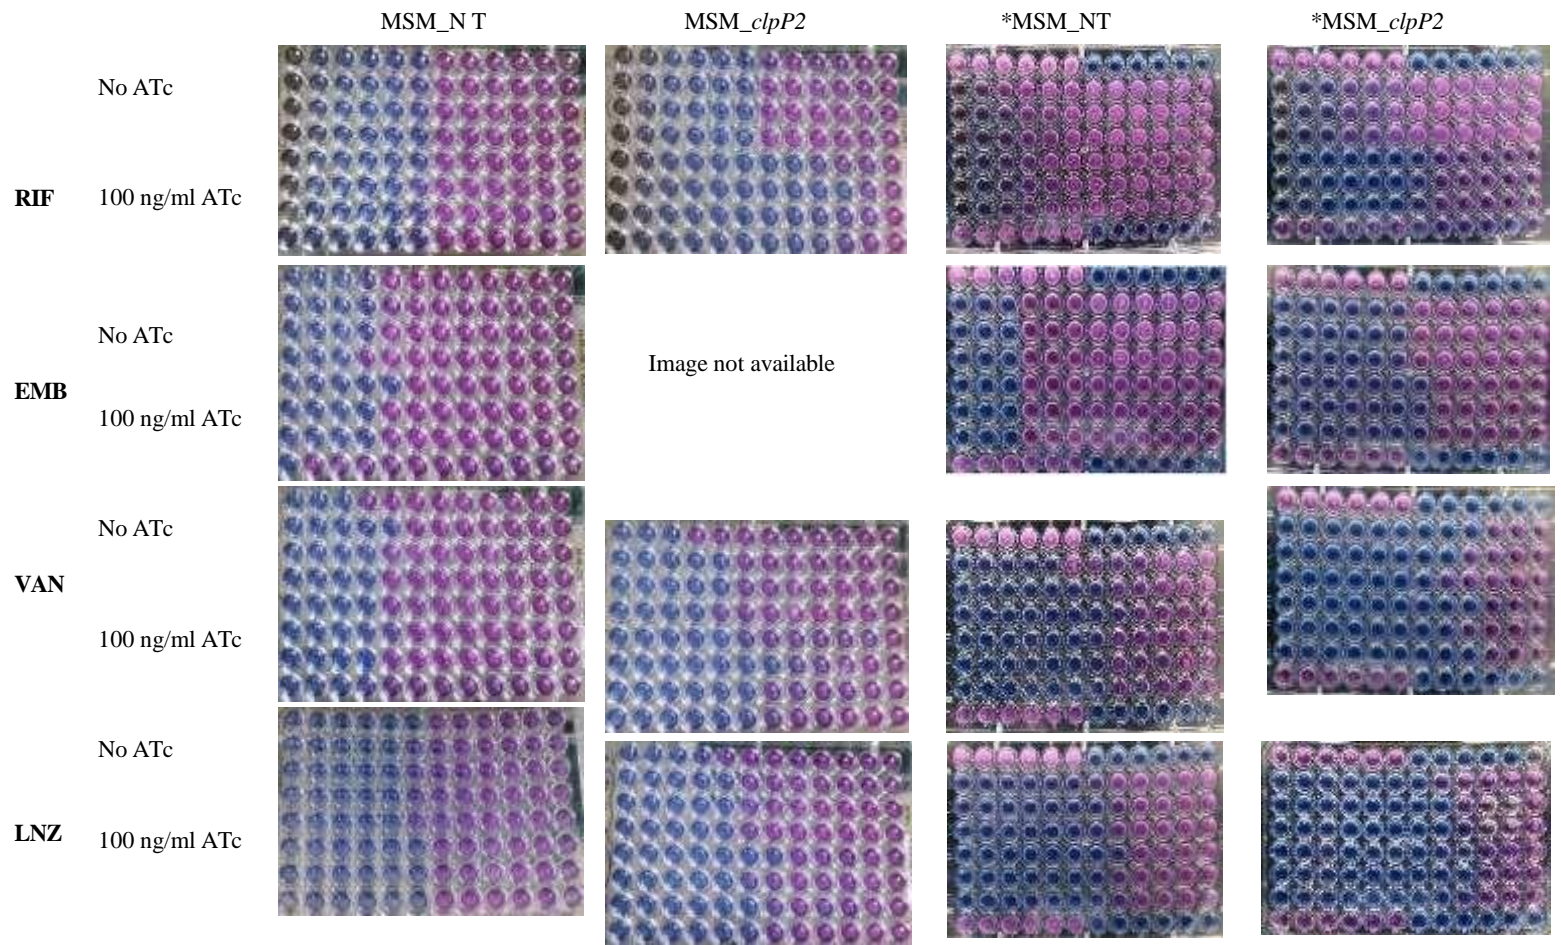 MSM_N T MSM_clpP2 *MSM_NT *MSM_clpP2
No ATc
RIF 100 ng/ml ATc
No ATc
Image not available
EMB
100 ng/ml ATc
No ATc
VAN
100 ng/ml ATc
No ATc
LNZ 100 ng/ml ATc